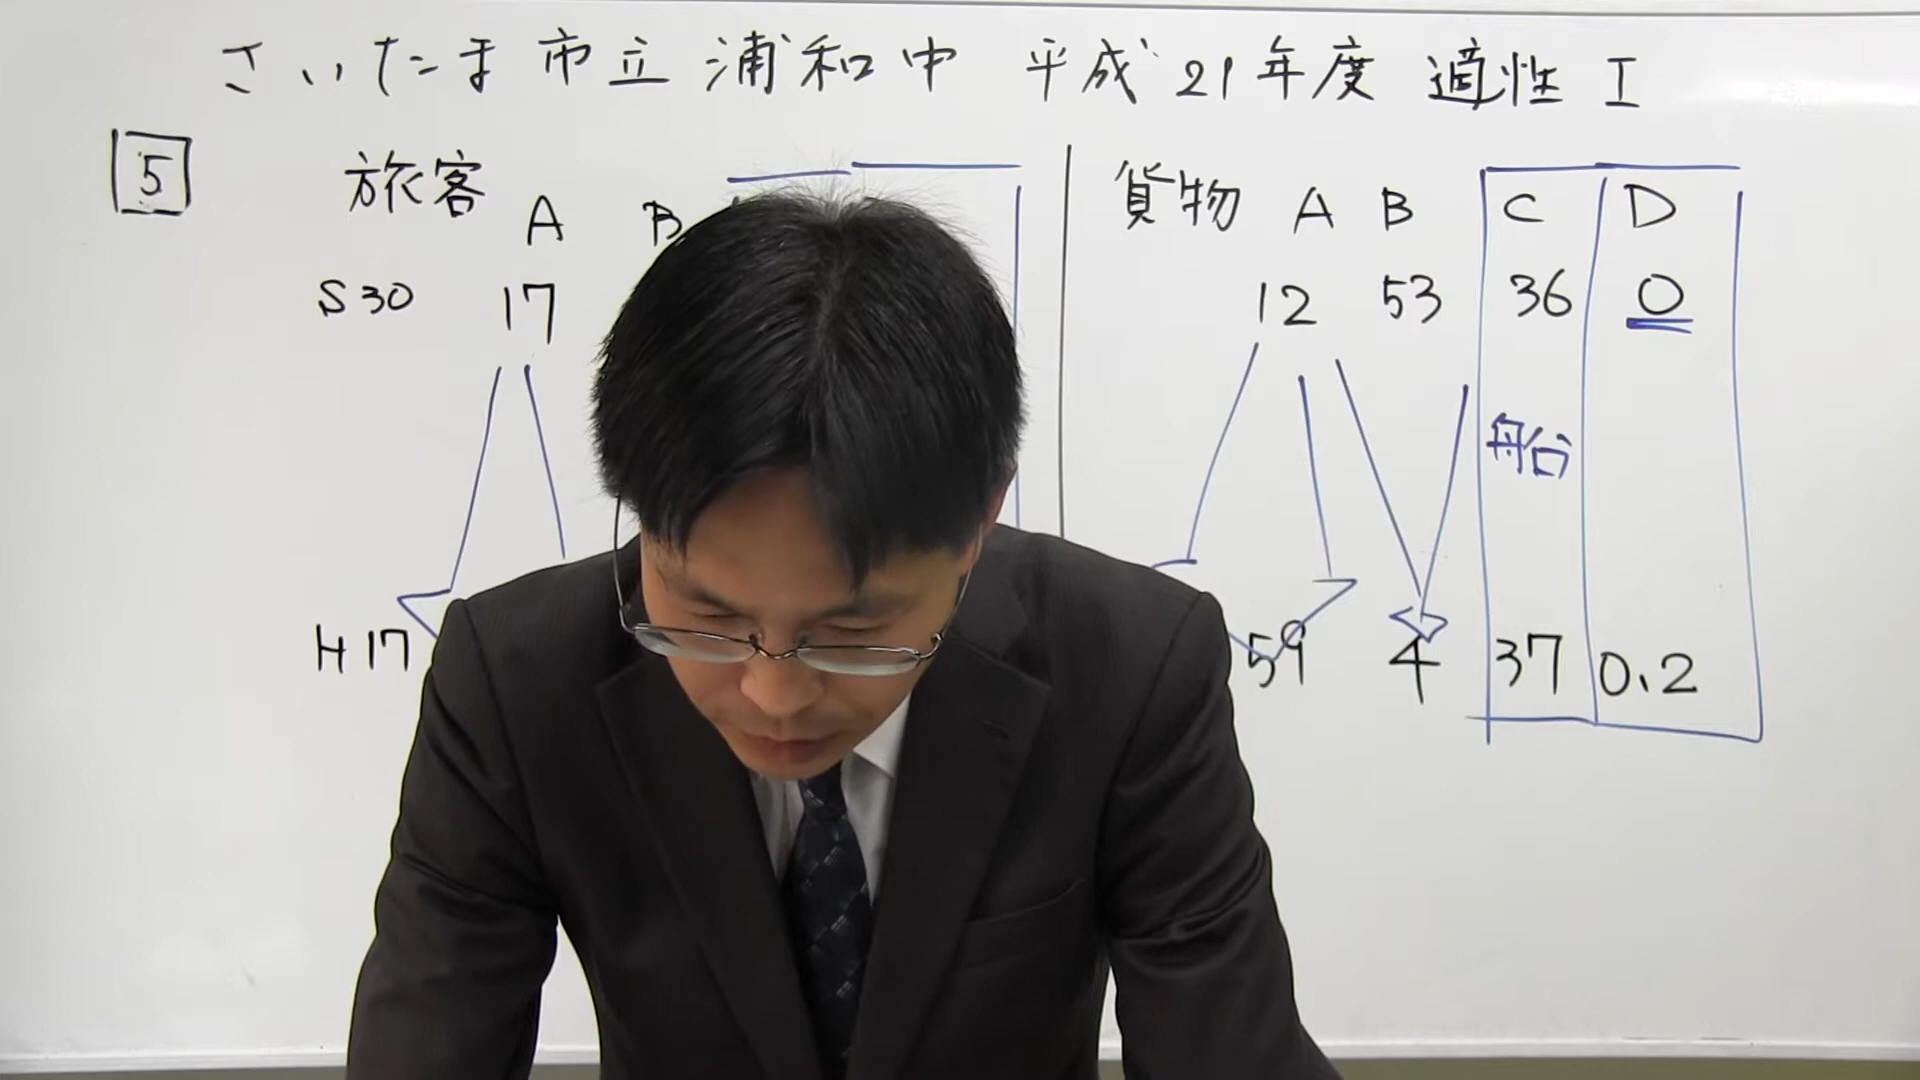 さいたま市立浦和中 平成21年度 適性I
5 旅客 A B 貨物 A B C D
S30 17 12 53 36 0
船
H17 59 4 37 0.2